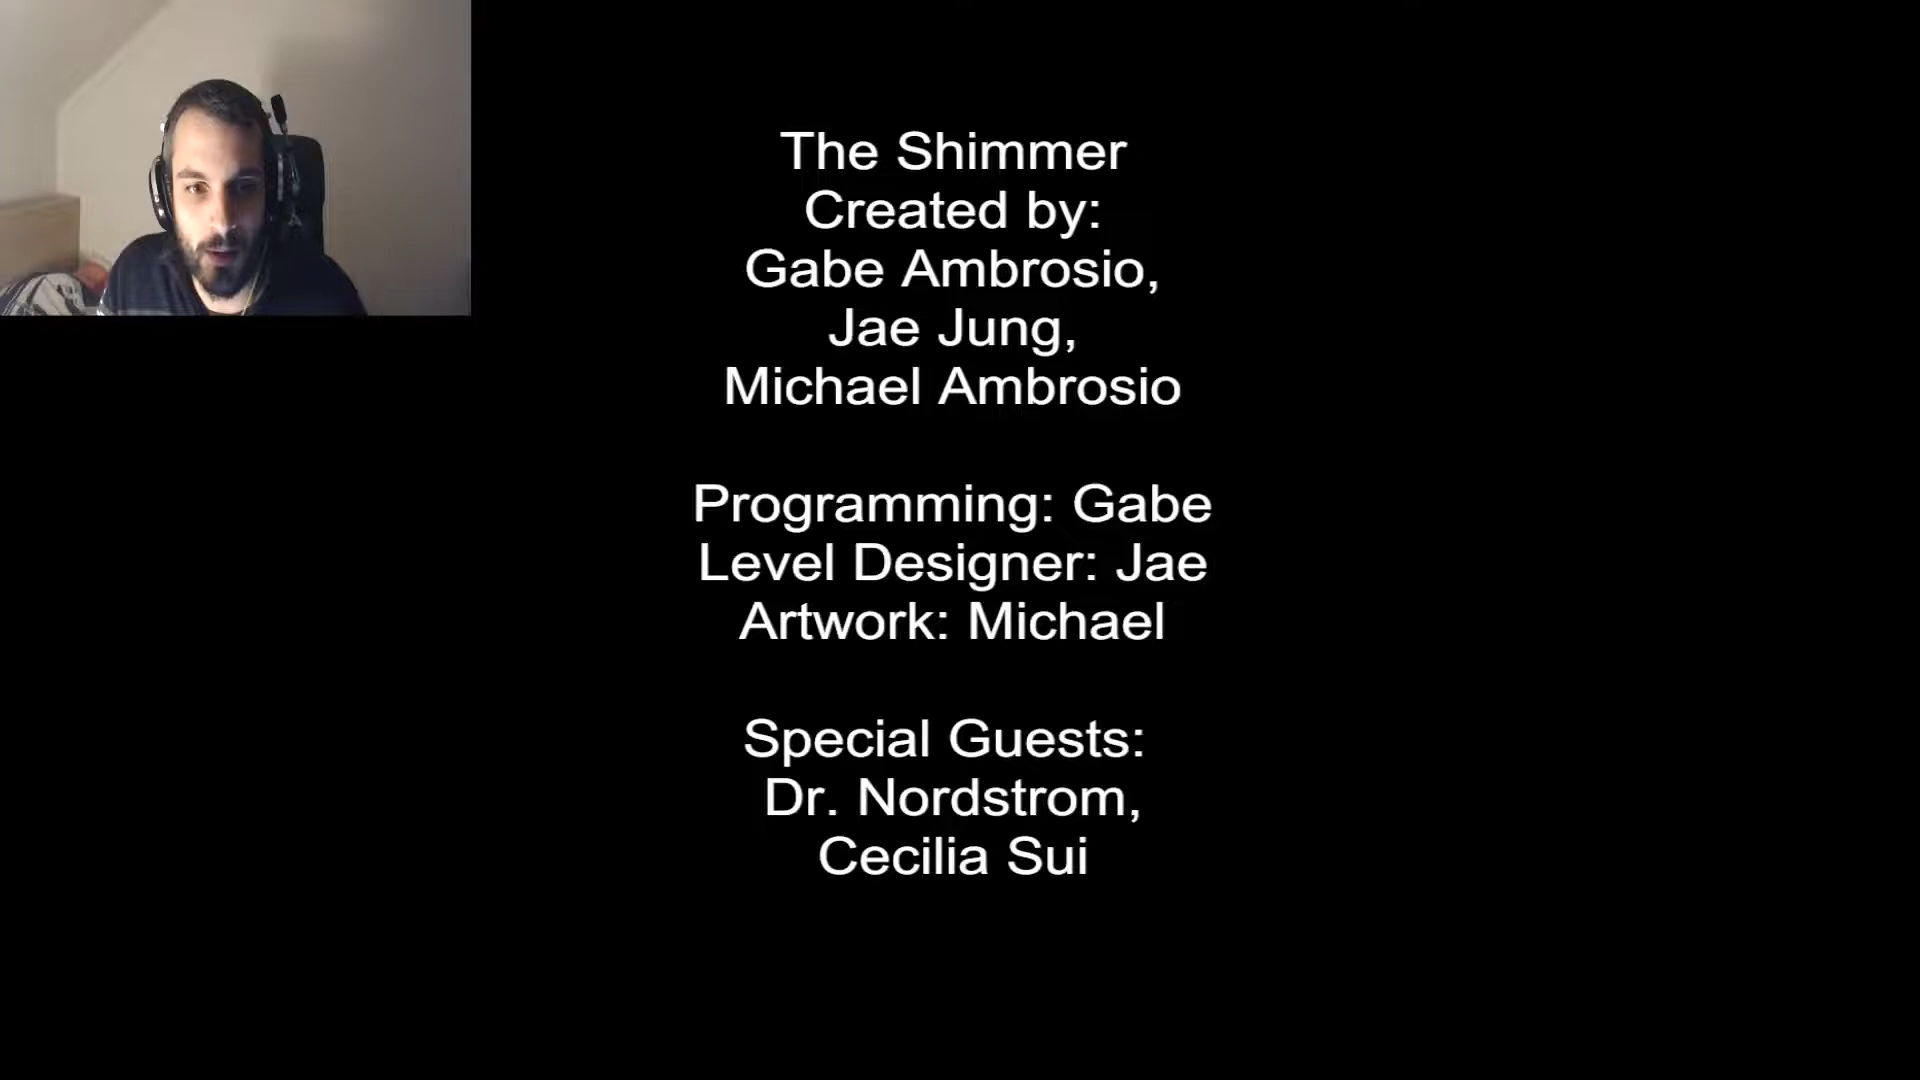 The Shimmer
Created by:
Gabe Ambrosio,
Jae Jung,
Michael Ambrosio
Programming: Gabe
Level Designer: Jae
Artwork: Michael
Special Guests:
Dr. Nordstrom,
Cecilia Sui